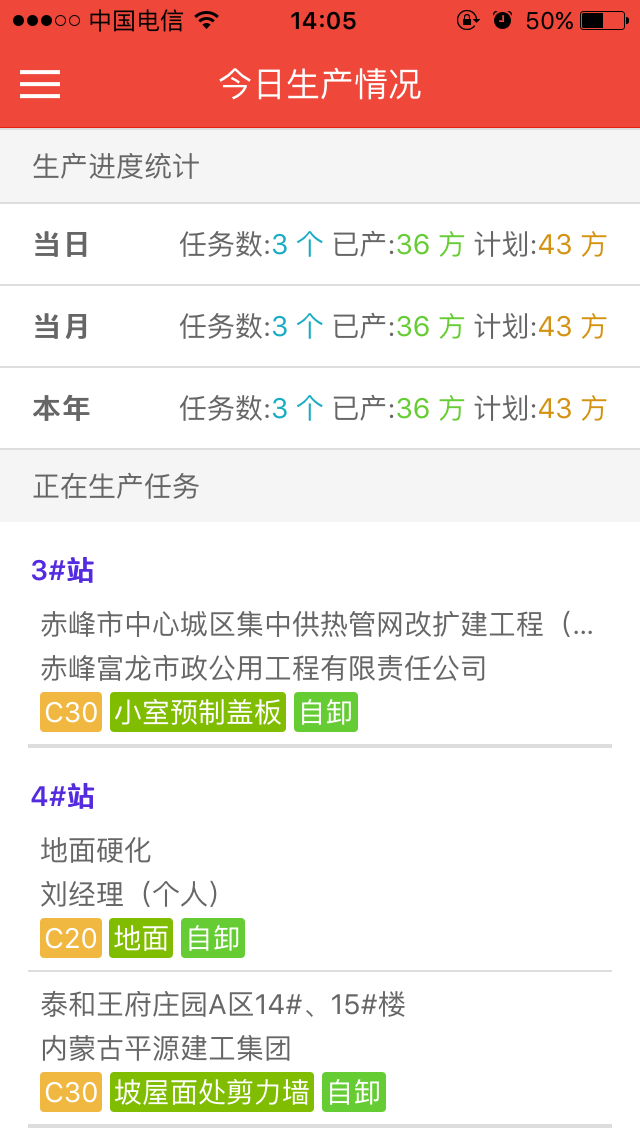 中国电信 14:05 50%
今日生产情况
生产进度统计
当日 任务数:3 个 已产:36 方 计划:43 方
当月 任务数:3 个 已产:36 方 计划:43 方
本年 任务数:3 个 已产:36 方 计划:43 方
正在生产任务
3#站
赤峰市中心城区集中供热管网改扩建工程（...
赤峰富龙市政公用工程有限责任公司
C30 小室预制盖板 自卸
4#站
地面硬化
刘经理（个人）
C20 地面 自卸
泰和王府庄园A区14#、15#楼
内蒙古平源建工集团
C30 坡屋面处剪力墙 自卸